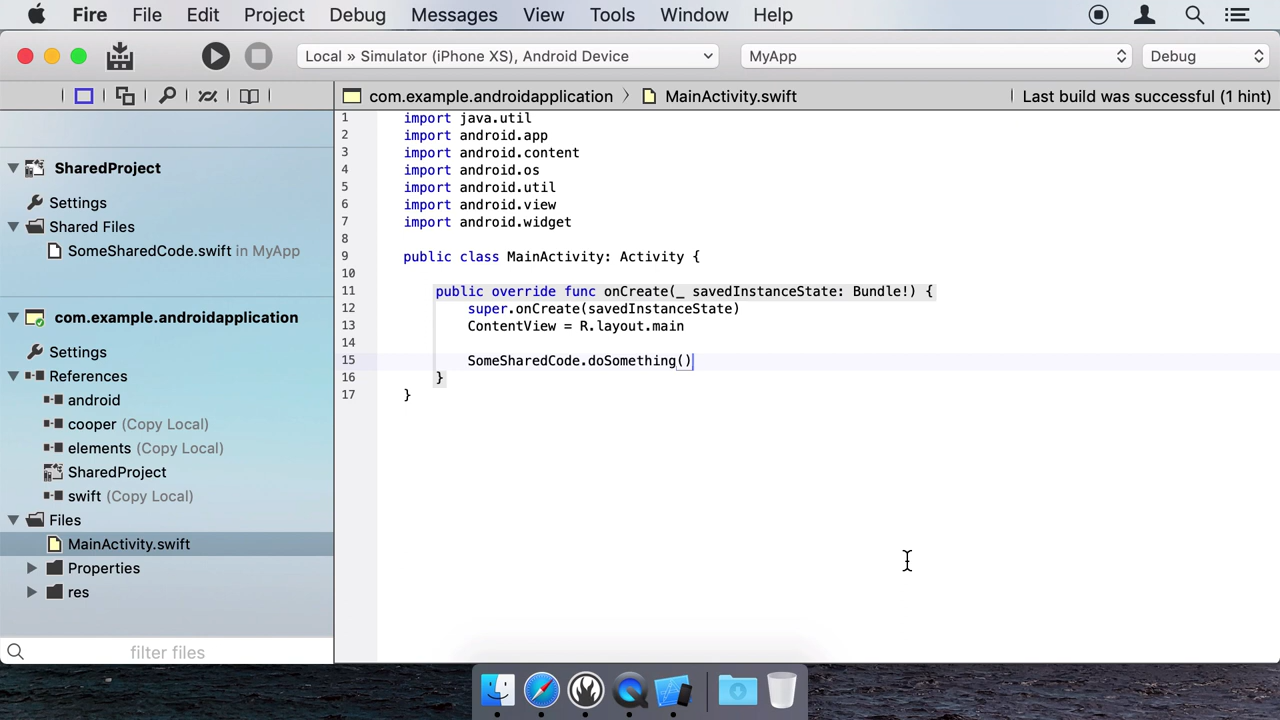 Fire File Edit Project Debug Messages View Tools Window Help
Local » Simulator (iPhone XS), Android Device MyApp Debug
com.example.androidapplication MainActivity.swift Last build was successful (1 hint)
SharedProject
Settings
Shared Files
SomeSharedCode.swift in MyApp
com.example.androidapplication
Settings
References
android
cooper (Copy Local)
elements (Copy Local)
SharedProject
swift (Copy Local)
Files
MainActivity.swift
Properties
res
filter files
1 import java.util
2 import android.app
3 import android.content
4 import android.os
5 import android.util
6 import android.view
7 import android.widget
8
9 public class MainActivity: Activity {
10
11 public override func onCreate(_ savedInstanceState: Bundle!) {
12 super.onCreate(savedInstanceState)
13 ContentView = R.layout.main
14
15 SomeSharedCode.doSomething()
16 }
17 }